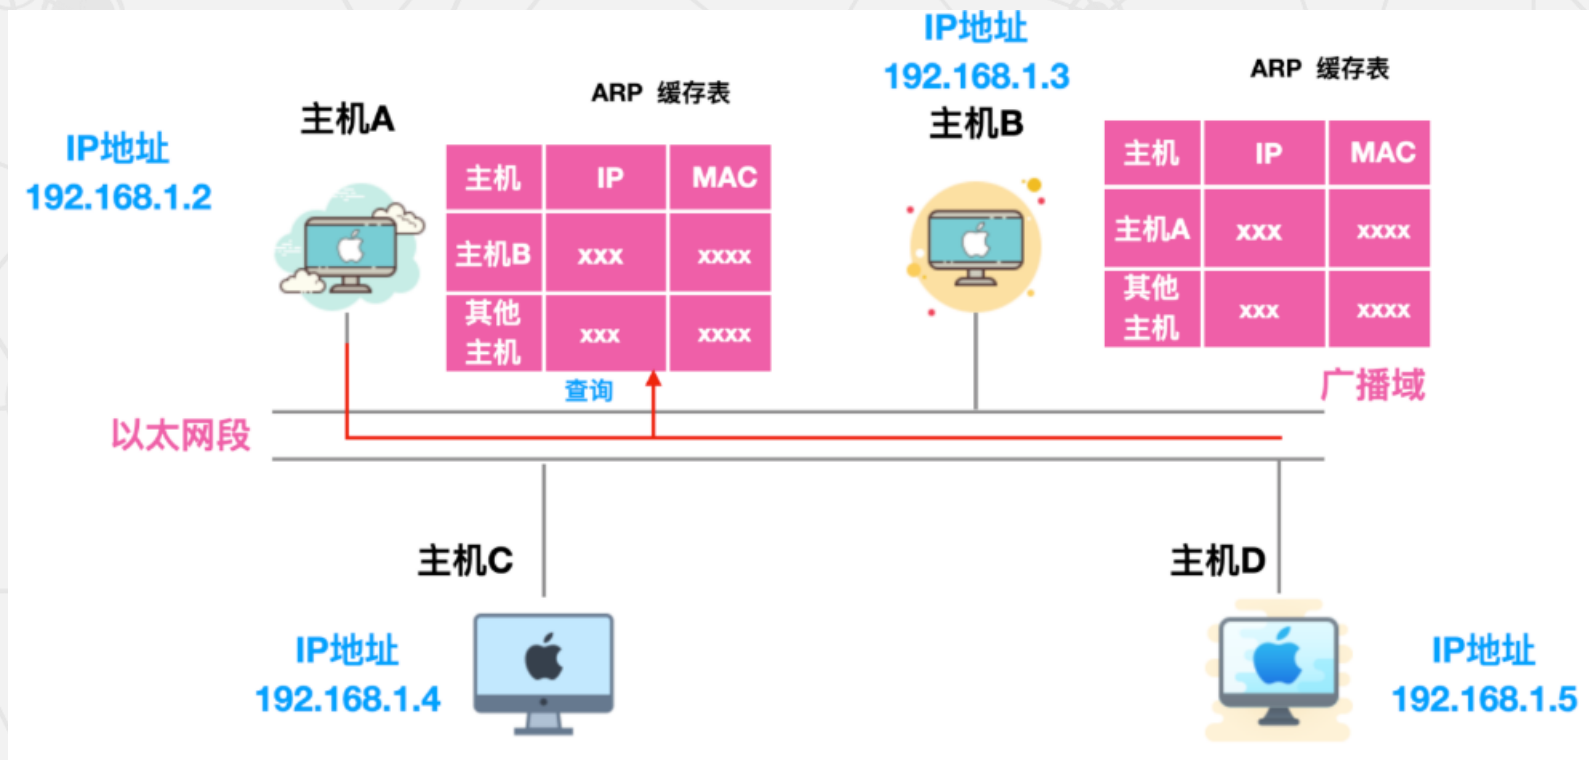 IP地址
192.168.1.3
ARP 缓存表
ARP 缓存表
主机A
主机B
IP地址
192.168.1.2
主机 IP MAC
主机B xxx xxxx
其他
主机 xxx xxxx
主机 IP MAC
主机A xxx xxxx
其他
主机 xxx xxxx
查询
广播域
以太网段
主机C
主机D
IP地址
192.168.1.4
IP地址
192.168.1.5